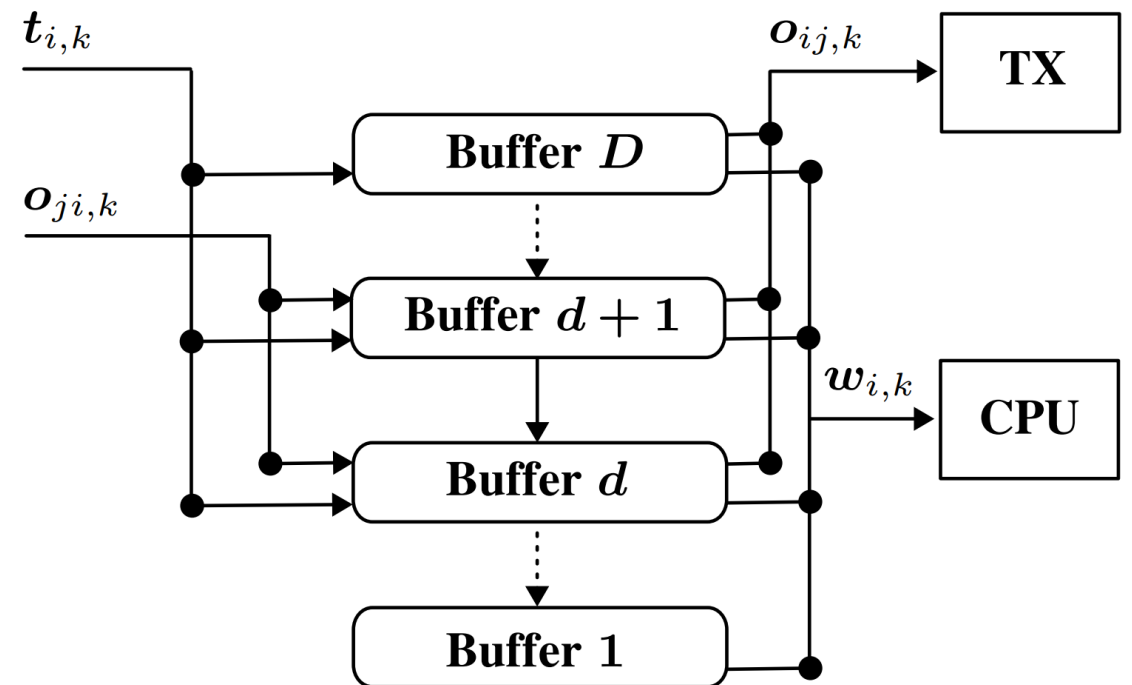 t_{i,k}
o_{ij,k}
TX
Buffer D
o_{ji,k}
Buffer d + 1
w_{i,k}
CPU
Buffer d
Buffer 1